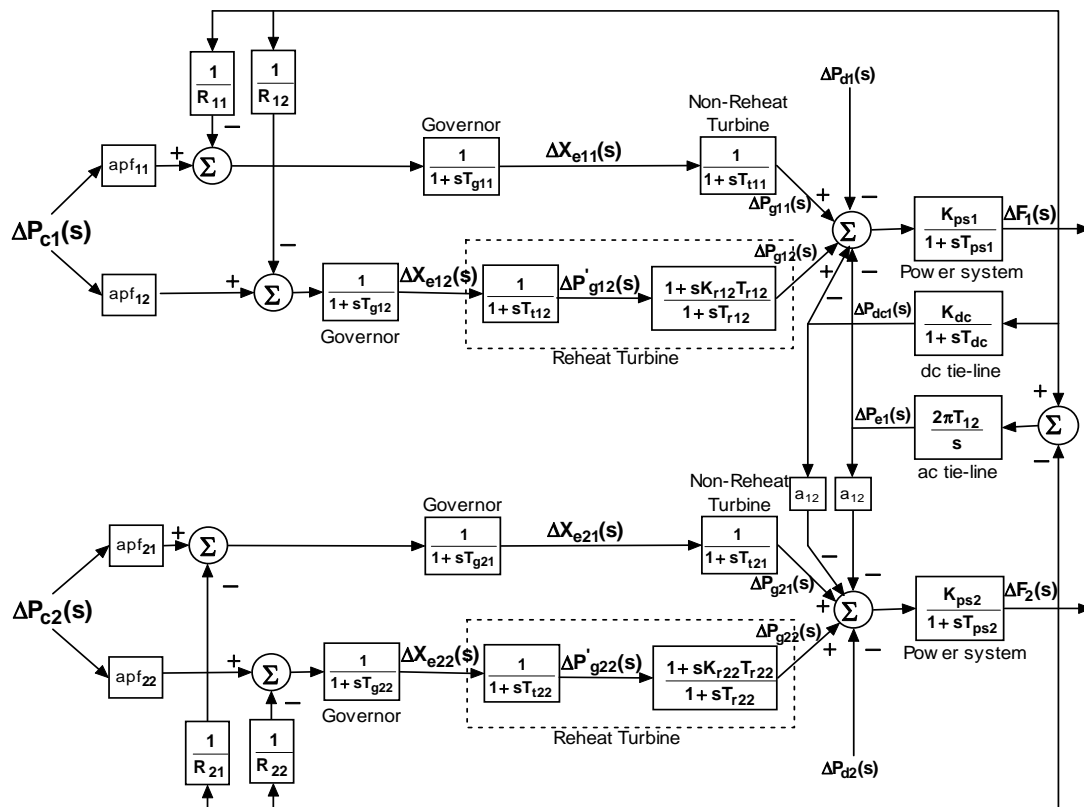 1
R11
1
R12
ΔPd1(s)
Non-Reheat
Turbine
Governor
apf11
+
−
Σ
1
1+sTg11
ΔXe11(s)
1
1+sTt11
ΔPg11(s)
+
−
Σ
Kps1
1+sTps1
ΔF1(s)
Power system
ΔPc1(s)
−
apf12
+
Σ
1
1+sTg12
Governor
ΔXe12(s)
1
1+sTt12
ΔP'g12(s)
1+sKr12Tr12
1+sTr12
Reheat Turbine
ΔPg12(s)
+
−
−
ΔPdc1(s)
Kdc
1+sTdc
dc tie-line
ΔPe1(s)
2πT12
s
ac tie-line
+
Σ
−
a12
a12
Non-Reheat
Turbine
apf21
+
Σ
−
1
1+sTg21
Governor
ΔXe21(s)
1
1+sTt21
ΔPg21(s)
−
−
+
Σ
Kps2
1+sTps2
ΔF2(s)
Power system
ΔPc2(s)
apf22
+
Σ
−
1
1+sTg22
Governor
ΔXe22(s)
1
1+sTt22
ΔP'g22(s)
1+sKr22Tr22
1+sTr22
Reheat Turbine
ΔPg22(s)
+
−
ΔPd2(s)
1
R21
1
R22